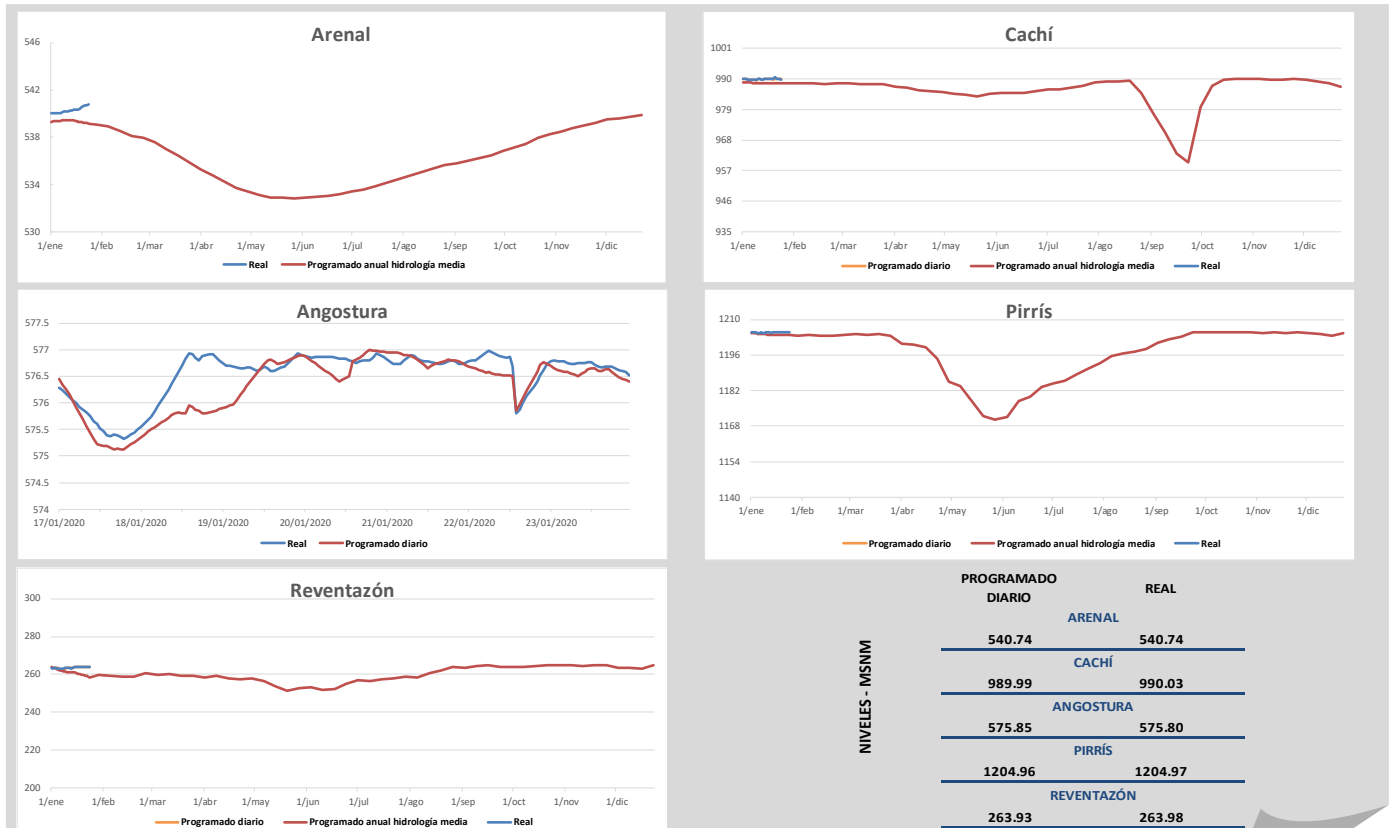 Arenal
546
542
538
534
530
1/ene 1/feb 1/mar 1/abr 1/may 1/jun 1/jul 1/ago 1/sep 1/oct 1/nov 1/dic
Real Programado anual hidrología media
Cachí
1001
990
979
968
957
946
935
1/ene 1/feb 1/mar 1/abr 1/may 1/jun 1/jul 1/ago 1/sep 1/oct 1/nov 1/dic
Programado diario Programado anual hidrología media Real
Angostura
577.5
577
576.5
576
575.5
575
574.5
574
17/01/2020 18/01/2020 19/01/2020 20/01/2020 21/01/2020 22/01/2020 23/01/2020
Real Programado diario
Pirrís
1210
1196
1182
1168
1154
1140
1/ene 1/feb 1/mar 1/abr 1/may 1/jun 1/jul 1/ago 1/sep 1/oct 1/nov 1/dic
Programado diario Programado anual hidrología media Real
Reventazón
300
280
260
240
220
200
1/ene 1/feb 1/mar 1/abr 1/may 1/jun 1/jul 1/ago 1/sep 1/oct 1/nov 1/dic
Programado diario Programado anual hidrología media Real
NIVELES - MSNM
PROGRAMADO
DIARIO
REAL
ARENAL
540.74 540.74
CACHÍ
989.99 990.03
ANGOSTURA
575.85 575.80
PIRRÍS
1204.96 1204.97
REVENTAZÓN
263.93 263.98